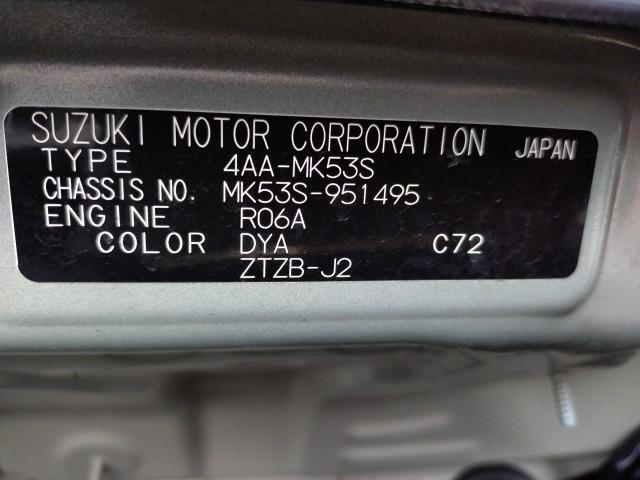 SUZUKI MOTOR CORPORATION JAPAN
TYPE 4AA-MK53S
CHASSIS NO. MK53S-951495
ENGINE R06A
COLOR DYA C72
ZTZB-J2